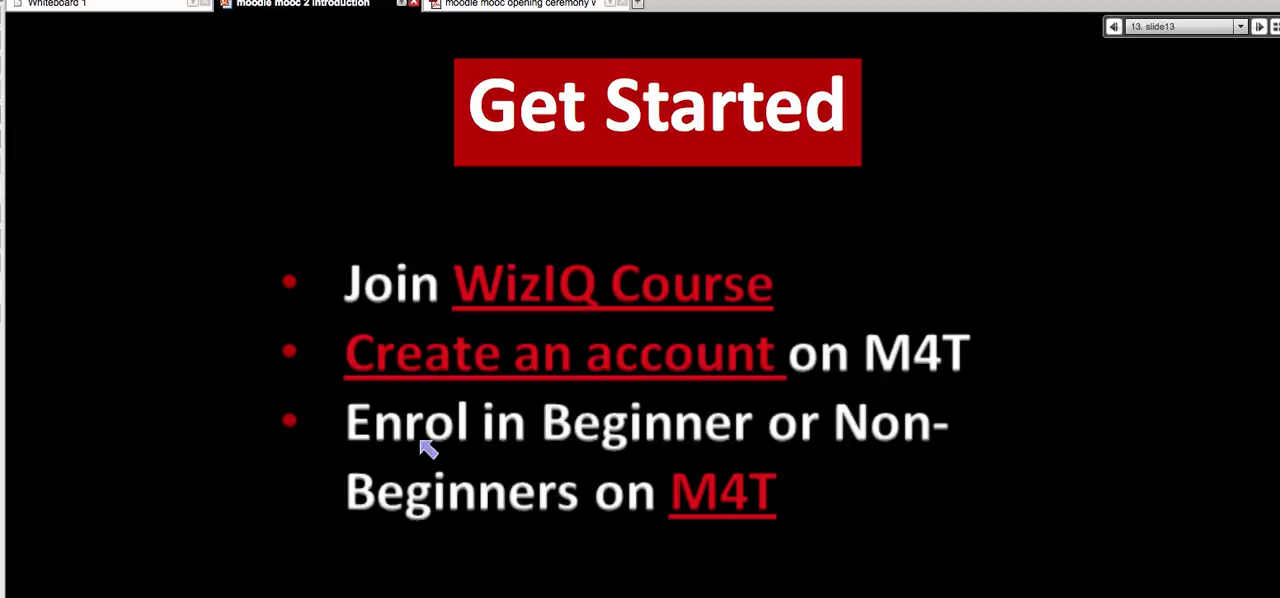 Whiteboard 1 moodle mooc 2 introduction moodle mooc opening ceremony
13. slide13
Get Started
• Join WizIQ Course
• Create an account on M4T
• Enrol in Beginner or Non-
Beginners on M4T